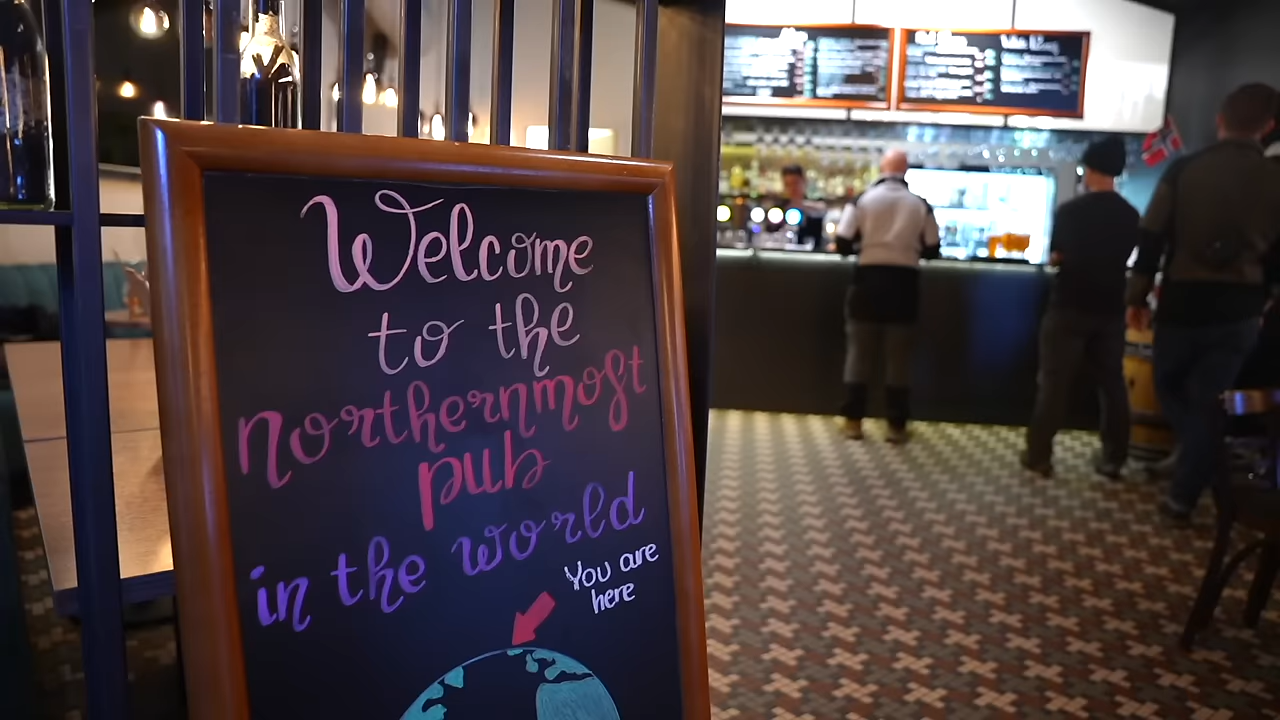 Welcome
to the
northernmost
pub
in the world
You are
here